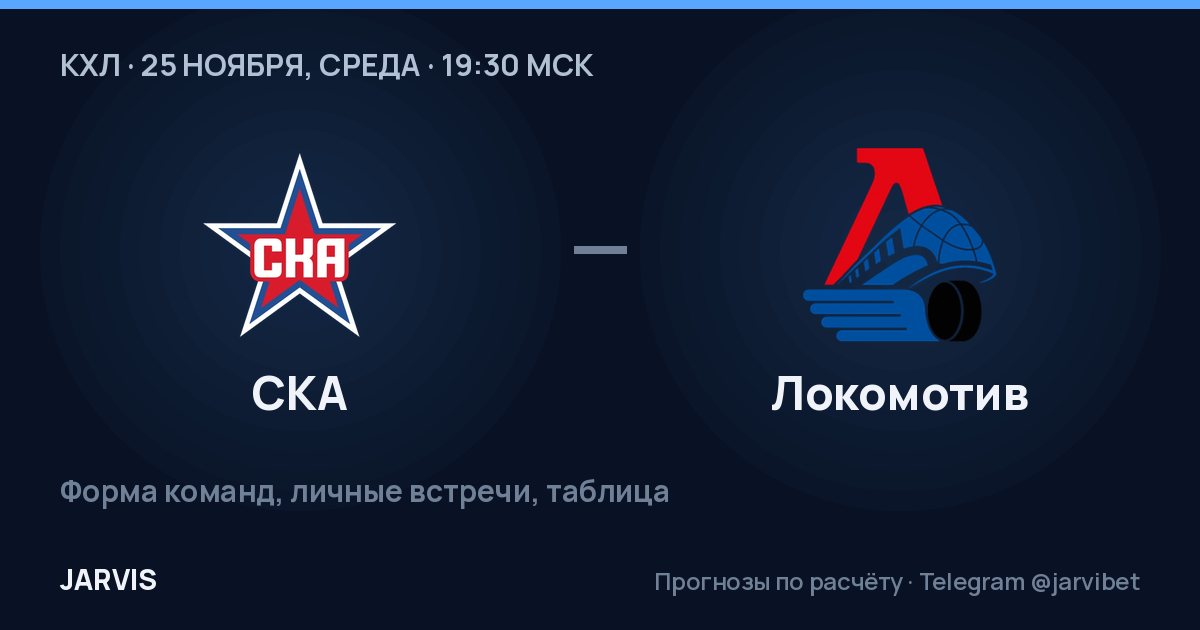 КХЛ · 25 НОЯБРЯ, СРЕДА · 19:30 МСК
СКА
СКА
Локомотив
Форма команд, личные встречи, таблица
JARVIS
Прогнозы по расчёту · Telegram @jarvibet